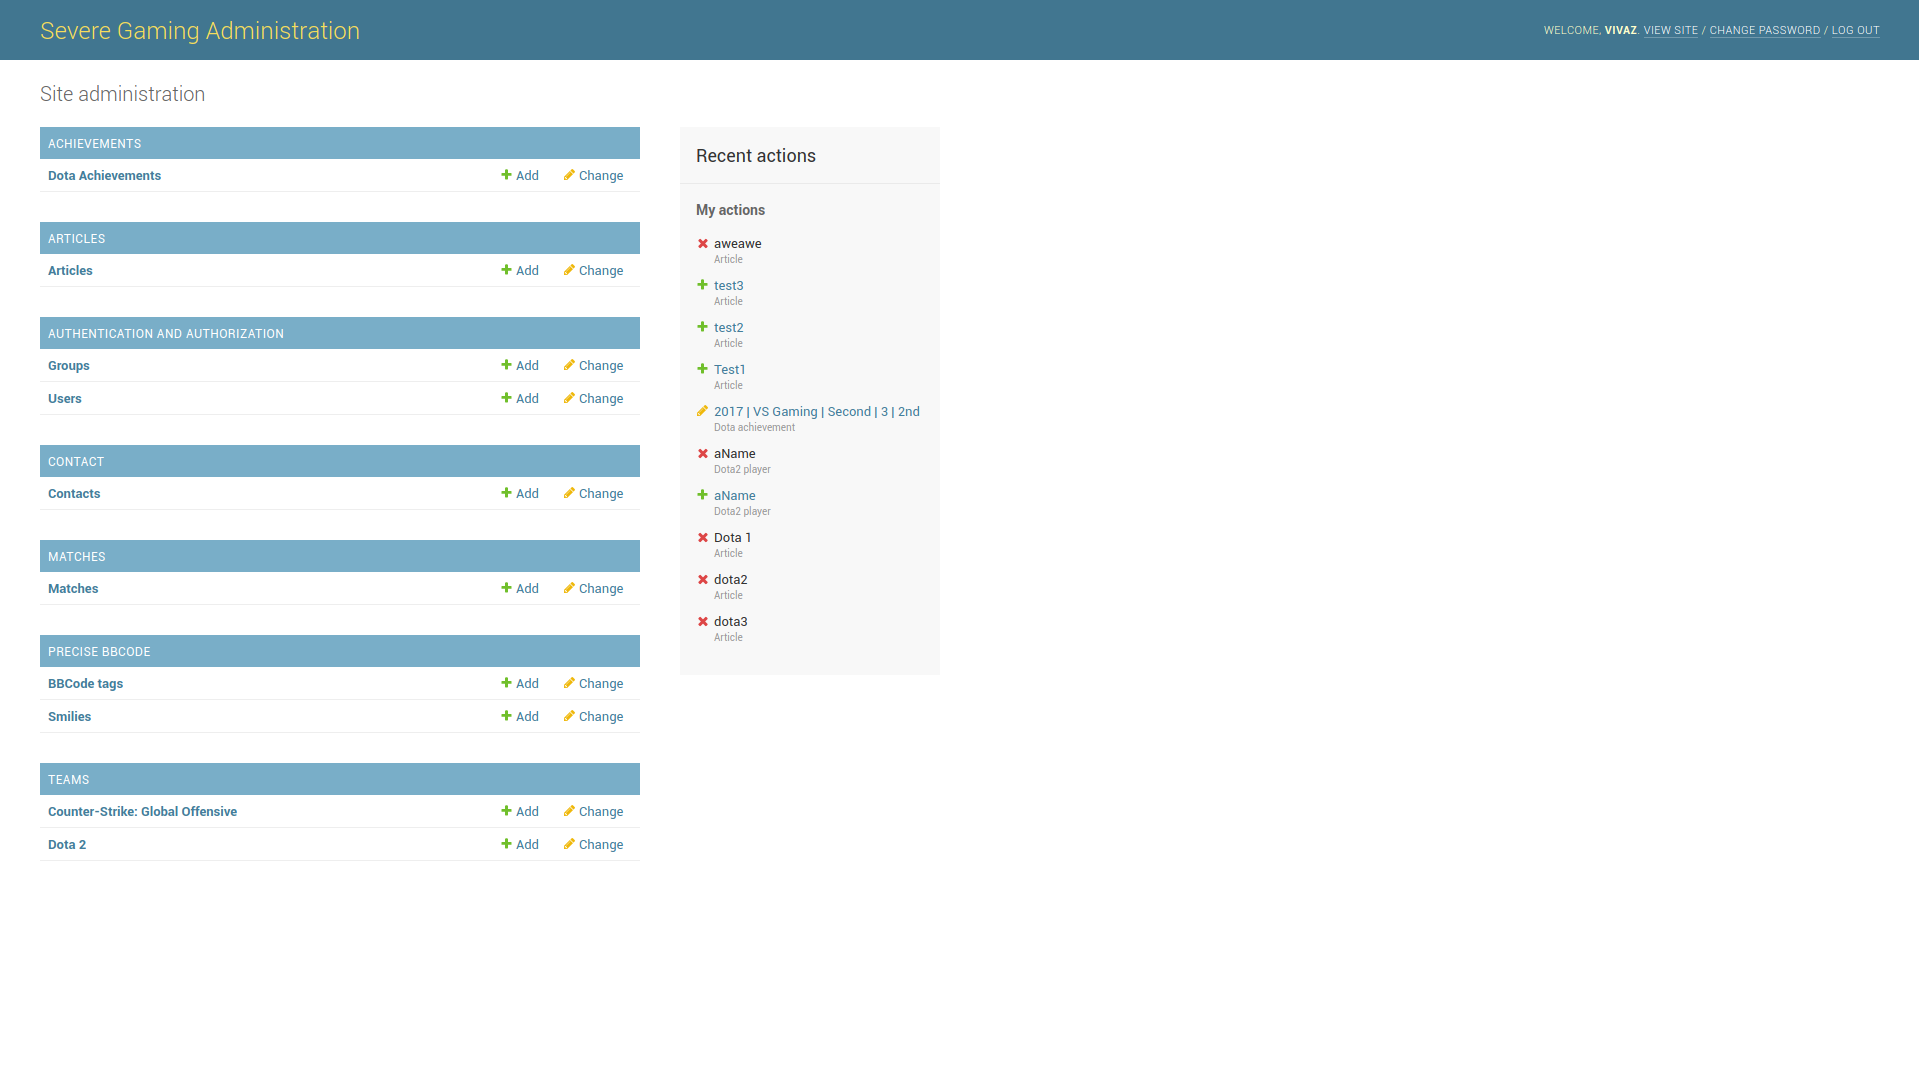 Severe Gaming Administration
WELCOME, VIVAZ. VIEW SITE / CHANGE PASSWORD / LOG OUT
Site administration
ACHIEVEMENTS
Dota Achievements Add Change
ARTICLES
Articles Add Change
AUTHENTICATION AND AUTHORIZATION
Groups Add Change
Users Add Change
CONTACT
Contacts Add Change
MATCHES
Matches Add Change
PRECISE BBCODE
BBCode tags Add Change
Smilies Add Change
TEAMS
Counter-Strike: Global Offensive Add Change
Dota 2 Add Change
Recent actions
My actions
aweawe
Article
test3
Article
test2
Article
Test1
Article
2017 | VS Gaming | Second | 3 | 2nd
Dota achievement
aName
Dota2 player
aName
Dota2 player
Dota 1
Article
dota2
Article
dota3
Article